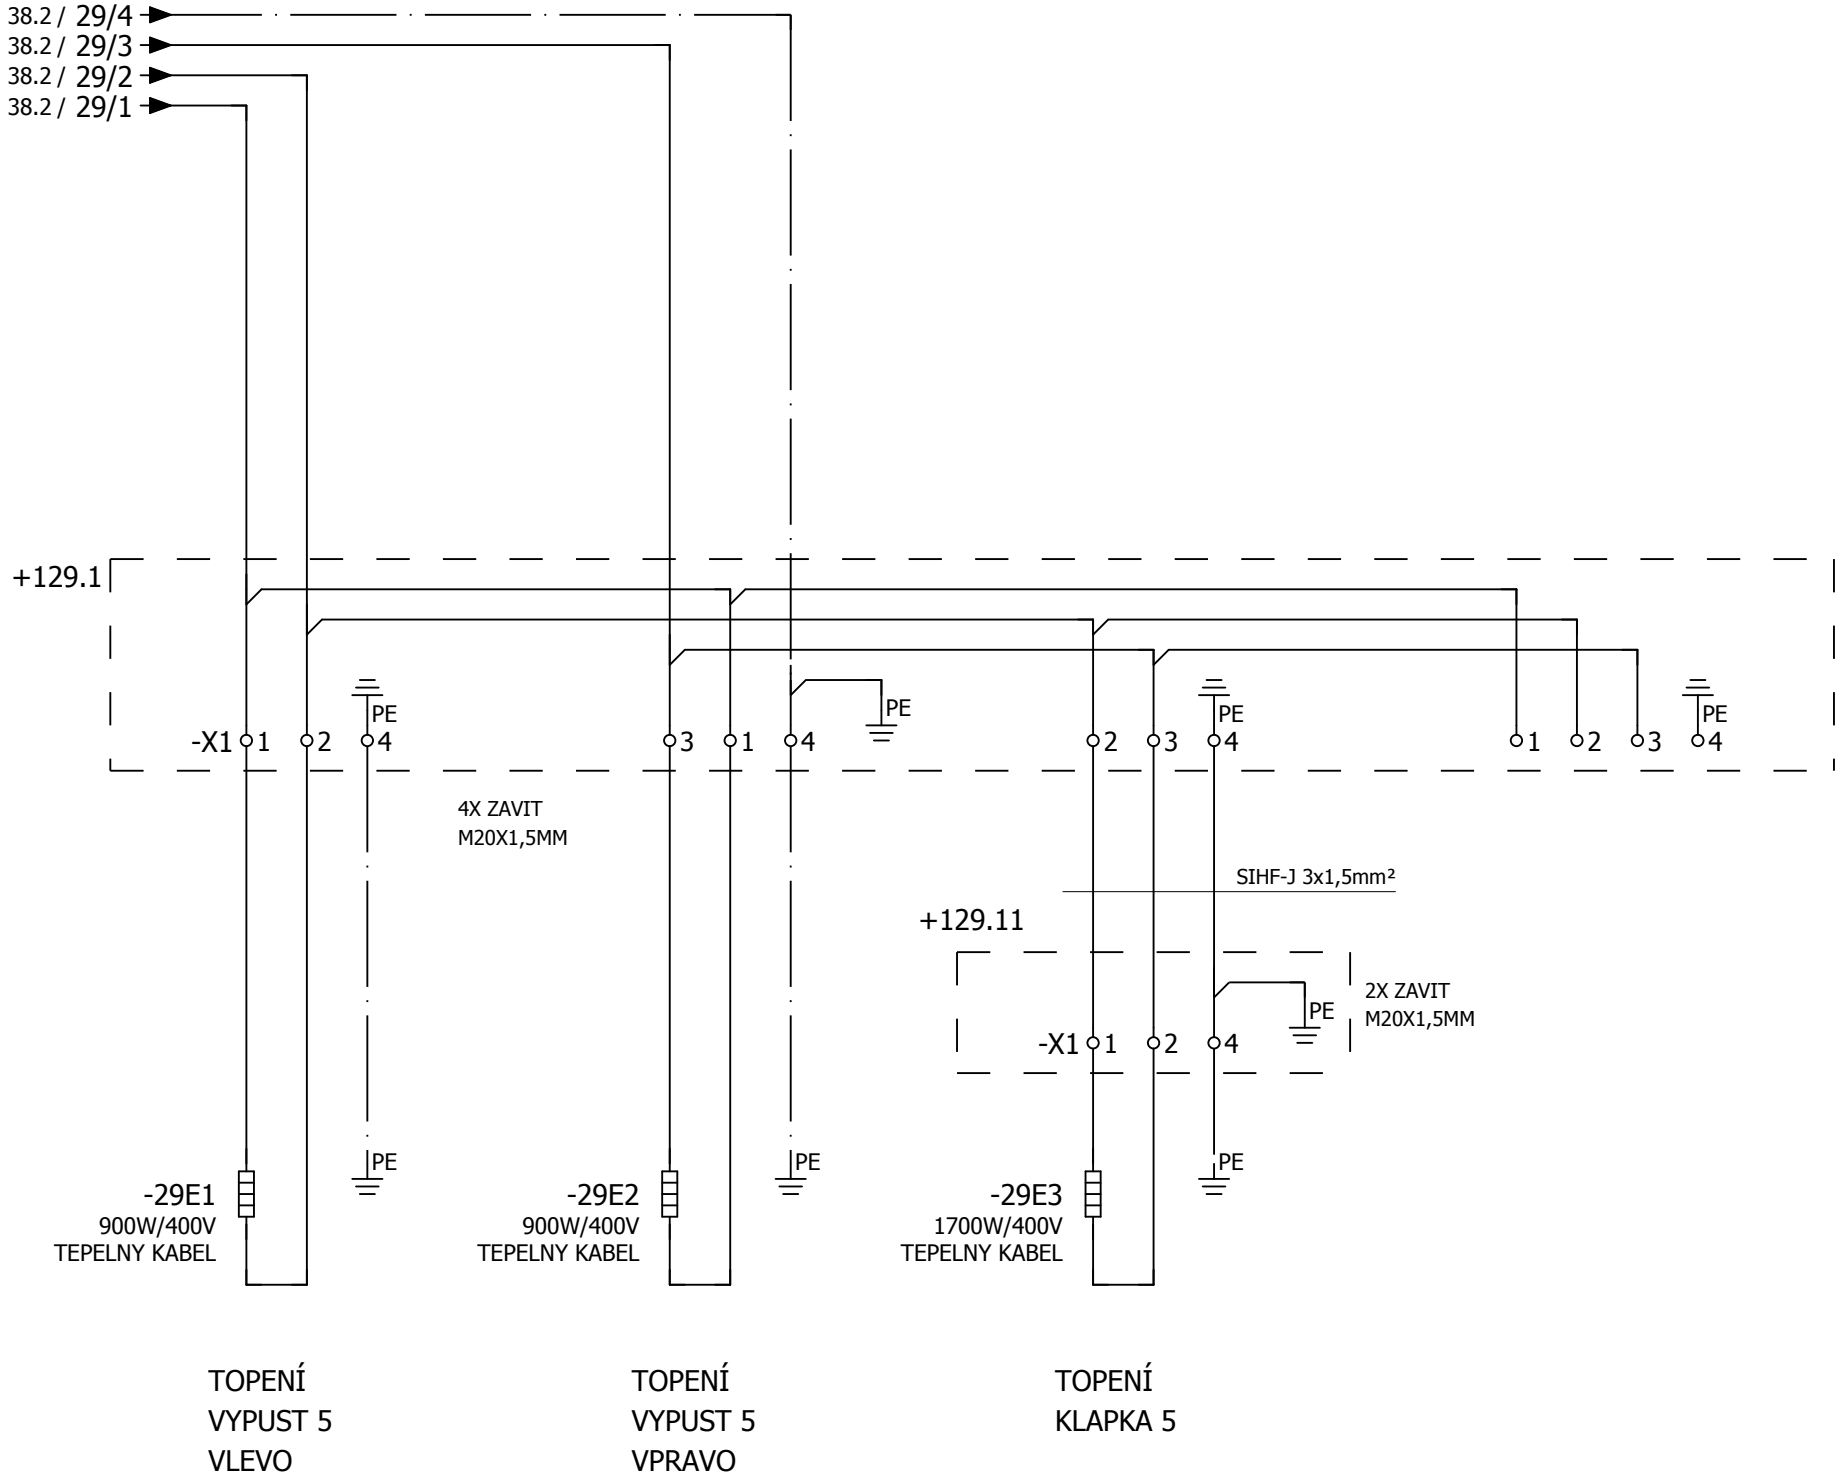 38.2 / 29/4
38.2 / 29/3
38.2 / 29/2
38.2 / 29/1
+129.1
PE
PE
PE
PE
-X1 1 2 4 3 1 4 2 3 4 1 2 3 4
4X ZAVIT
M20X1,5MM
SIHF-J 3x1,5mm²
+129.11
2X ZAVIT
M20X1,5MM
PE
-X1 1 2 4
PE
PE
PE
-29E1
900W/400V
TEPELNY KABEL
-29E2
900W/400V
TEPELNY KABEL
-29E3
1700W/400V
TEPELNY KABEL
TOPENÍ
VYPUST 5
VLEVO
TOPENÍ
VYPUST 5
VPRAVO
TOPENÍ
KLAPKA 5